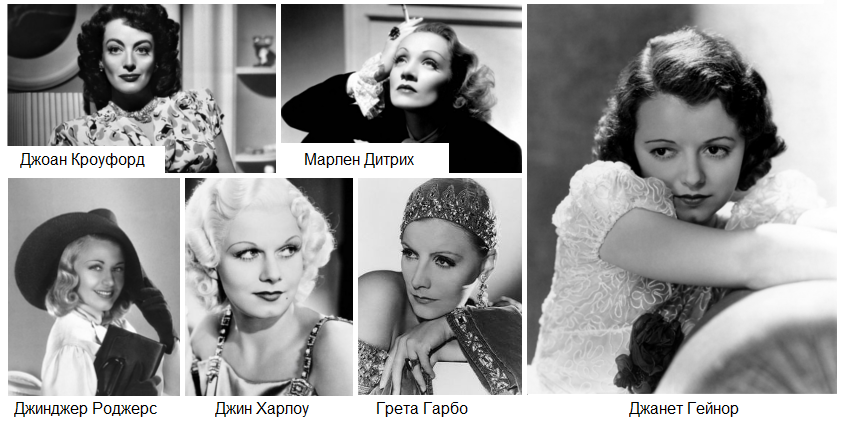 Джоан Кроуфорд
Марлен Дитрих
Джинджер Роджерс
Джин Харлоу
Грета Гарбо
Джанет Гейнор